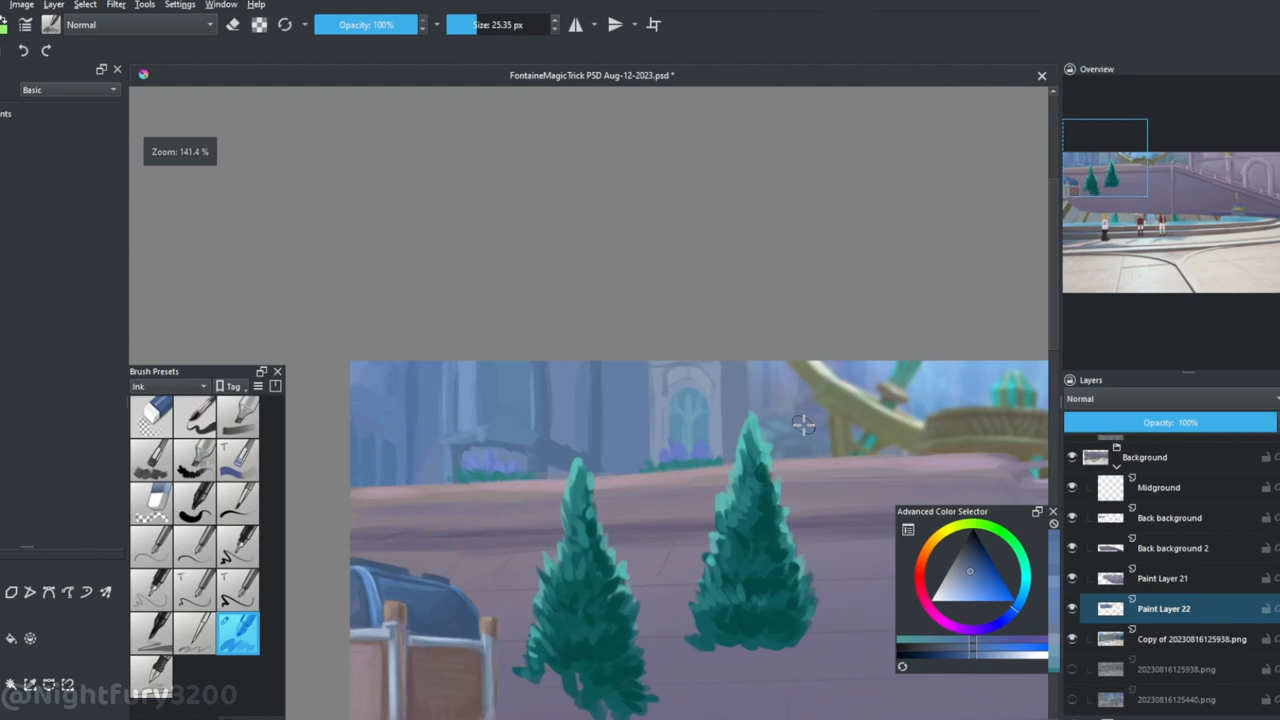 Image Layer Select Filter Tools Settings Window Help
Normal
Opacity: 100%
Size: 25.35 px
FontaineMagicTrick PSD Aug-12-2023.psd *
Overview
Basic
nts
Zoom: 141.4 %
Brush Presets
Ink
Tag
T
T
T
Advanced Color Selector
Layers
Normal
Opacity: 100%
Background
Midground
Back background
Back background 2
Paint Layer 21
Paint Layer 22
Copy of 20230816125938.png
20230816125938.png
20230816125440.png
@Nightfury3200